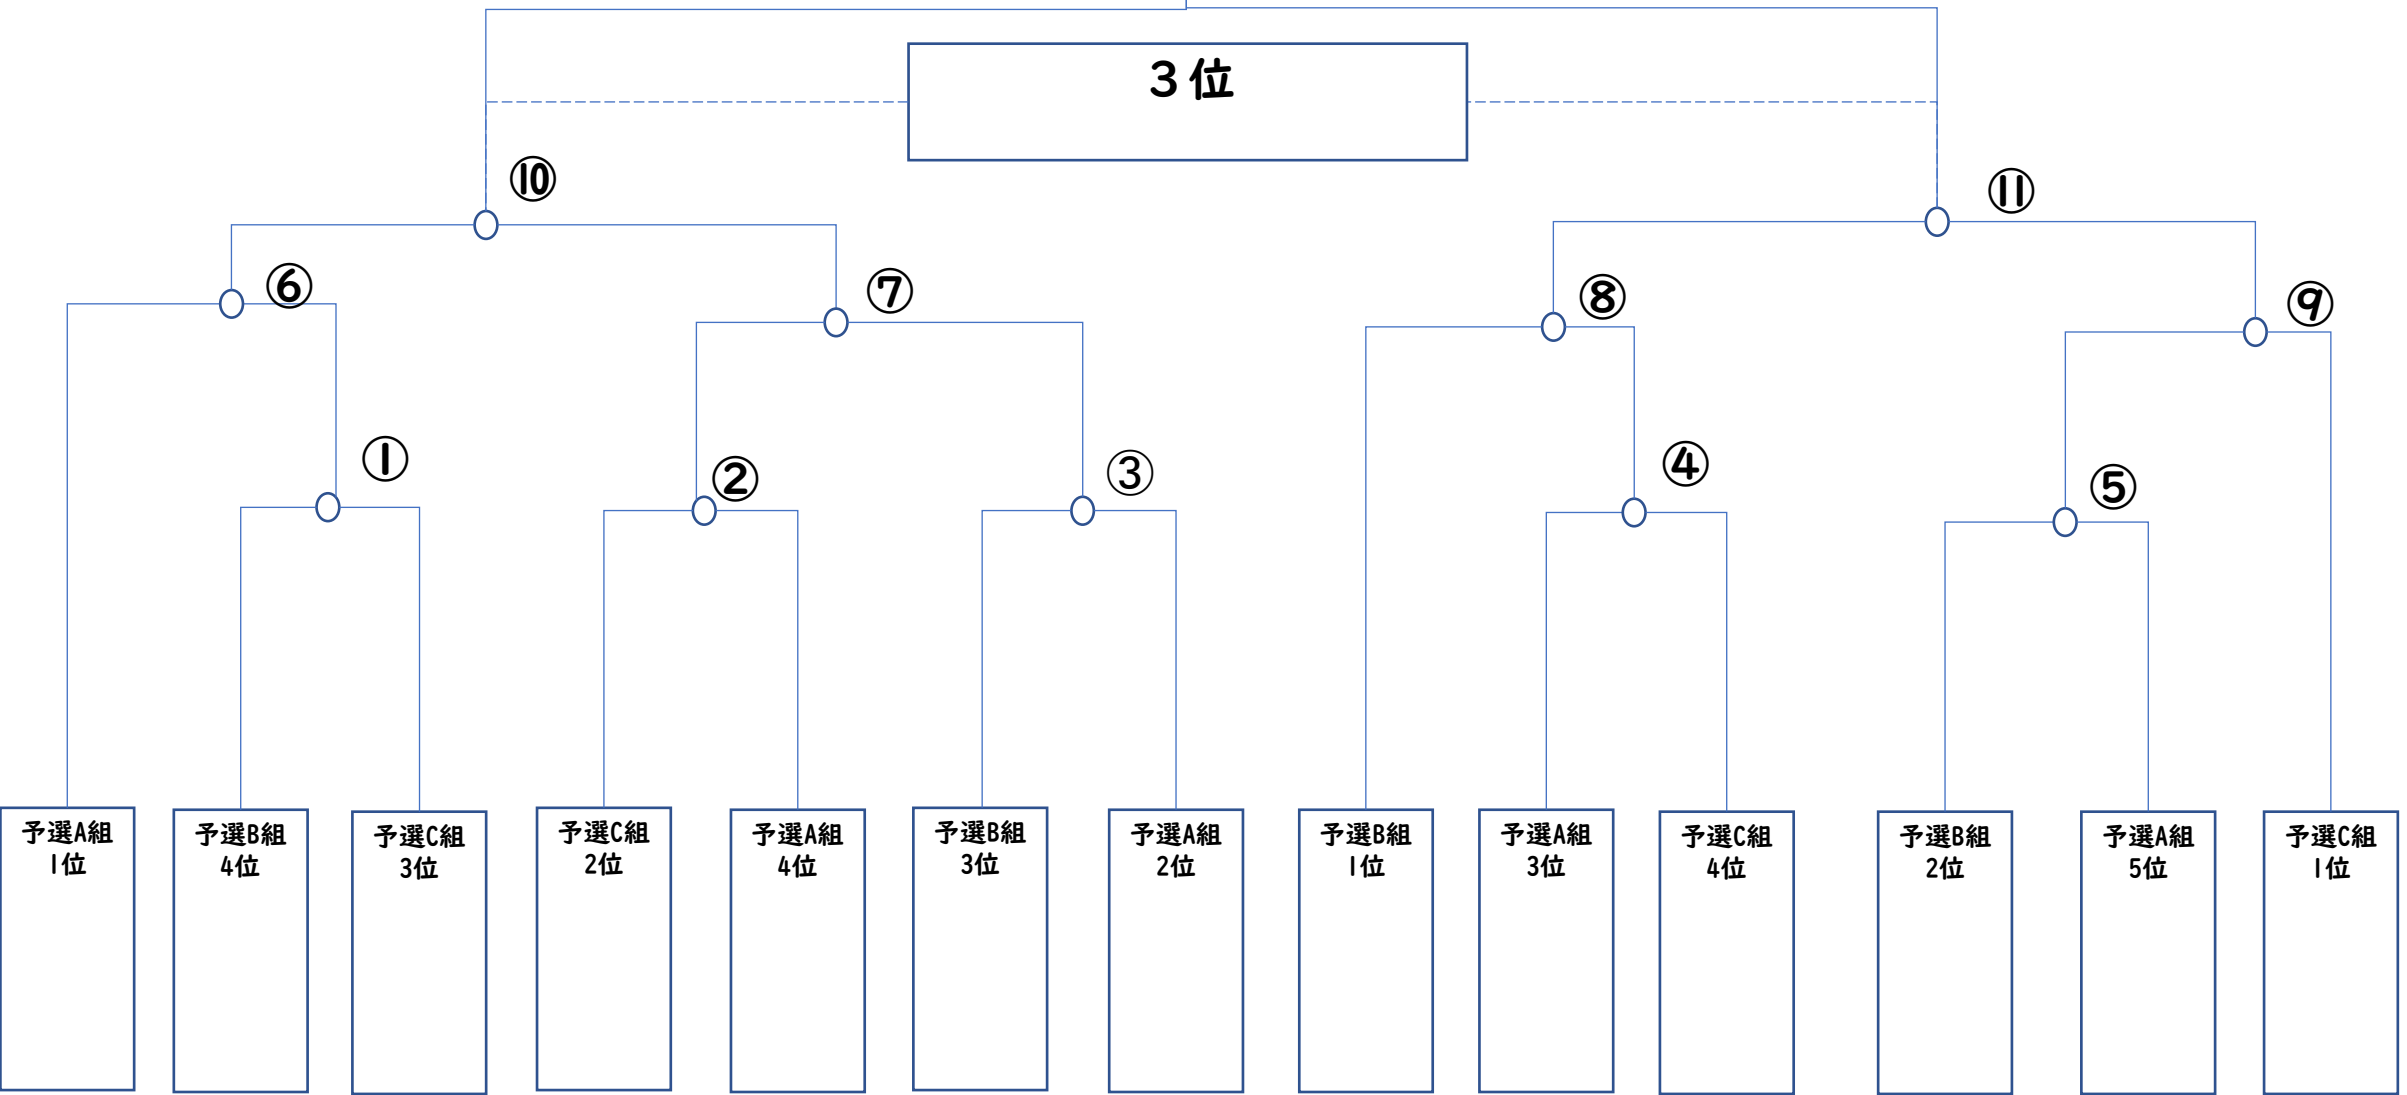 ３位
⑩
⑪
⑥
⑦
⑧
⑨
①
②
③
④
⑤
予選A組
1位
予選B組
4位
予選C組
3位
予選C組
2位
予選A組
4位
予選B組
3位
予選A組
2位
予選B組
1位
予選A組
3位
予選C組
4位
予選B組
2位
予選A組
5位
予選C組
1位